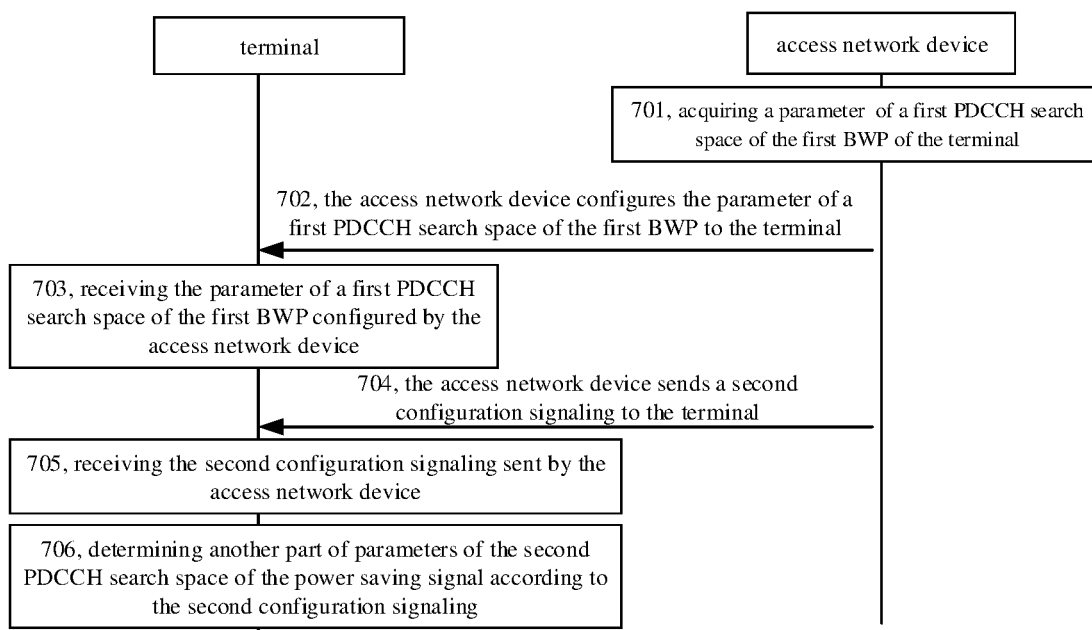 terminal
access network device
701, acquiring a parameter of a first PDCCH search
space of the first BWP of the terminal
702, the access network device configures the parameter of a
first PDCCH search space of the first BWP to the terminal
703, receiving the parameter of a first PDCCH
search space of the first BWP configured by the
access network device
704, the access network device sends a second
configuration signaling to the terminal
705, receiving the second configuration signaling sent by the
access network device
706, determining another part of parameters of the second
PDCCH search space of the power saving signal according to
the second configuration signaling